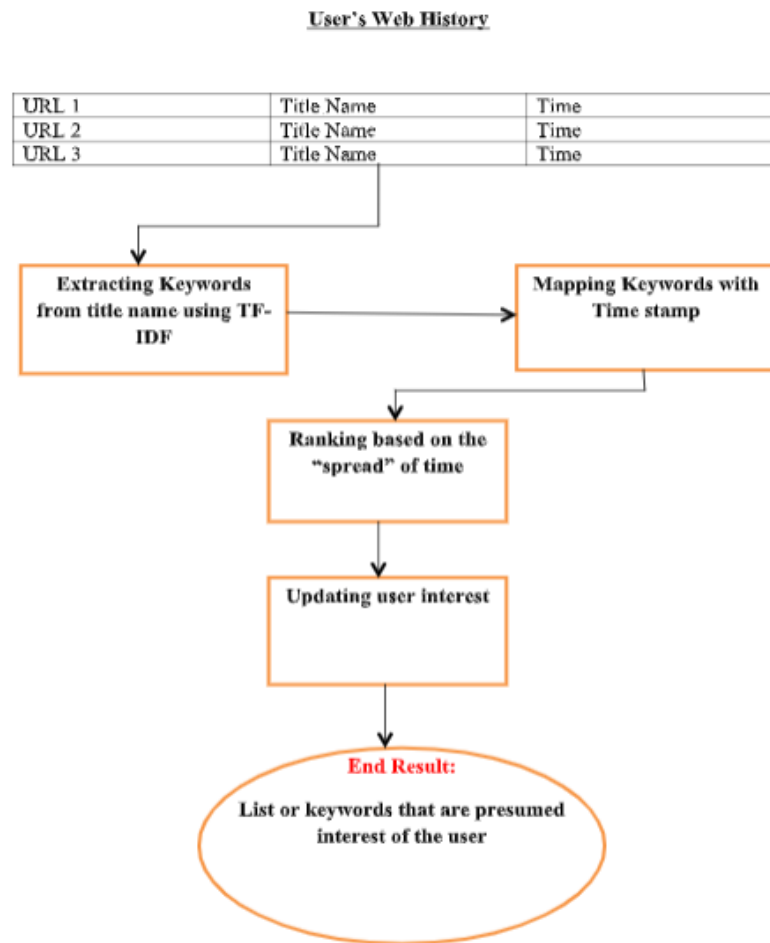 User's Web History
URL 1 Title Name Time
URL 2 Title Name Time
URL 3 Title Name Time
Extracting Keywords
from title name using TF-
IDF
Mapping Keywords with
Time stamp
Ranking based on the
“spread” of time
Updating user interest
End Result:
List or keywords that are presumed
interest of the user